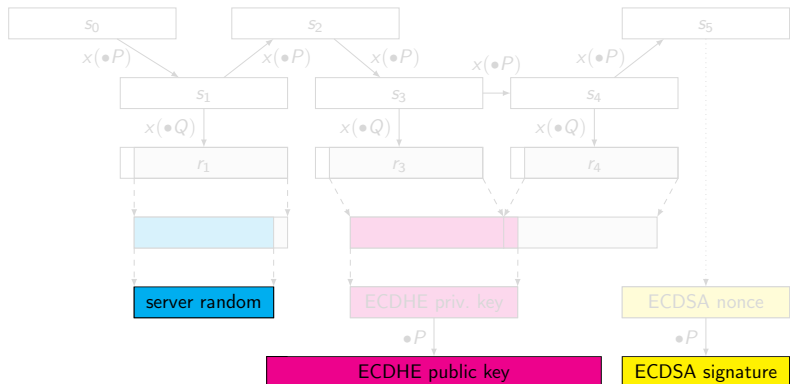 s₀ s₂ s₅
x(•P) x(•P) x(•P) x(•P) x(•P)
s₁ s₃ s₄
x(•Q) x(•Q) x(•Q)
r₁ r₃ r₄
server random ECDHE priv. key ECDSA nonce
•P •P
ECDHE public key ECDSA signature